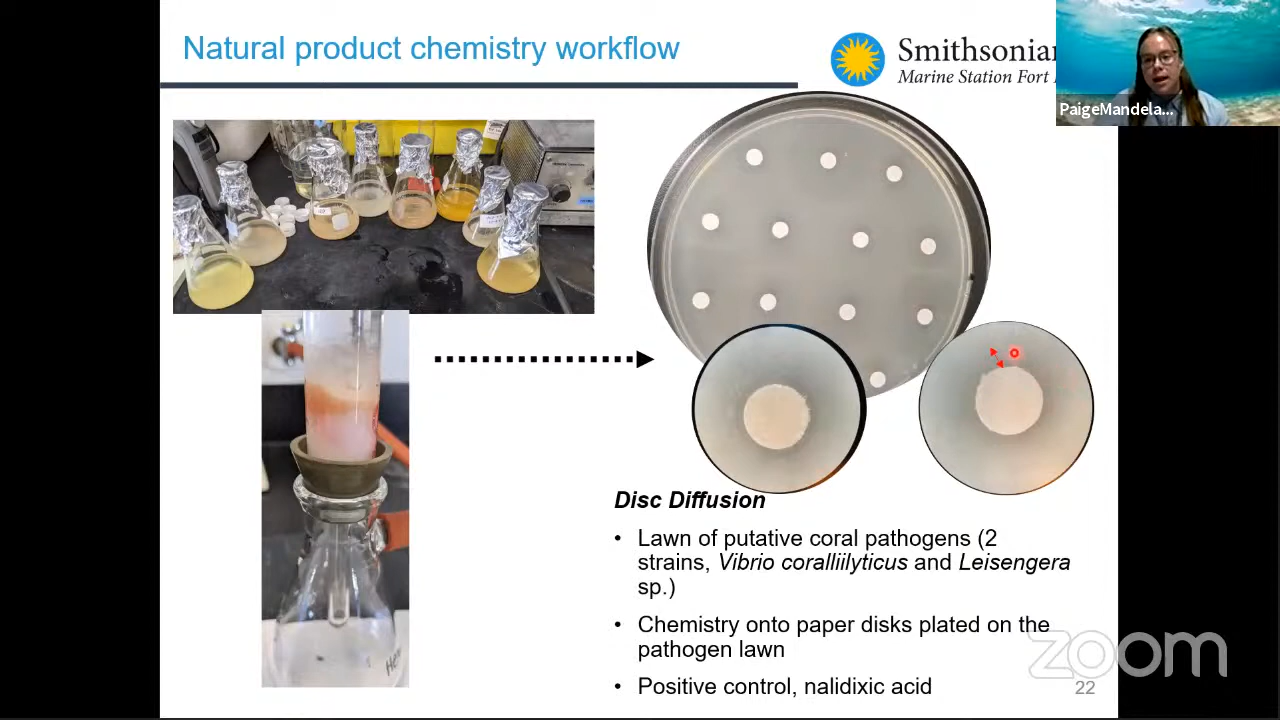 Natural product chemistry workflow
Smithsonian
Marine Station Fort
PaigeMandela...
Disc Diffusion
• Lawn of putative coral pathogens (2
strains, Vibrio coralliilyticus and Leisengera
sp.)
• Chemistry onto paper disks plated on the
pathogen lawn
• Positive control, nalidixic acid
zoom
22